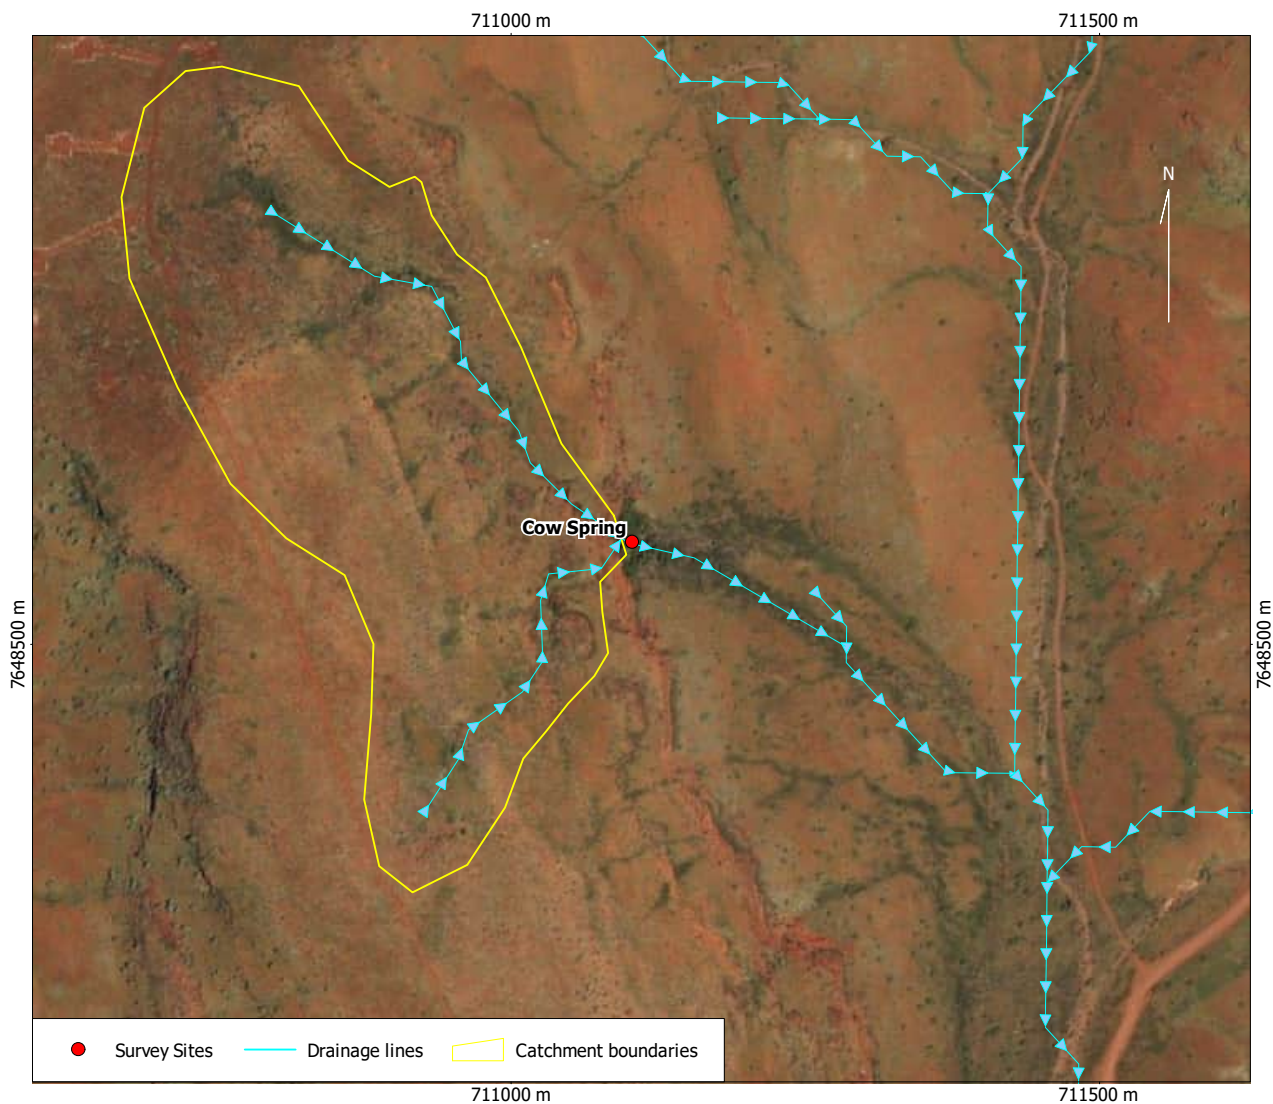 711000 m
711500 m
N
Cow Spring
7648500 m
7648500 m
Survey Sites
Drainage lines
Catchment boundaries
711000 m
711500 m